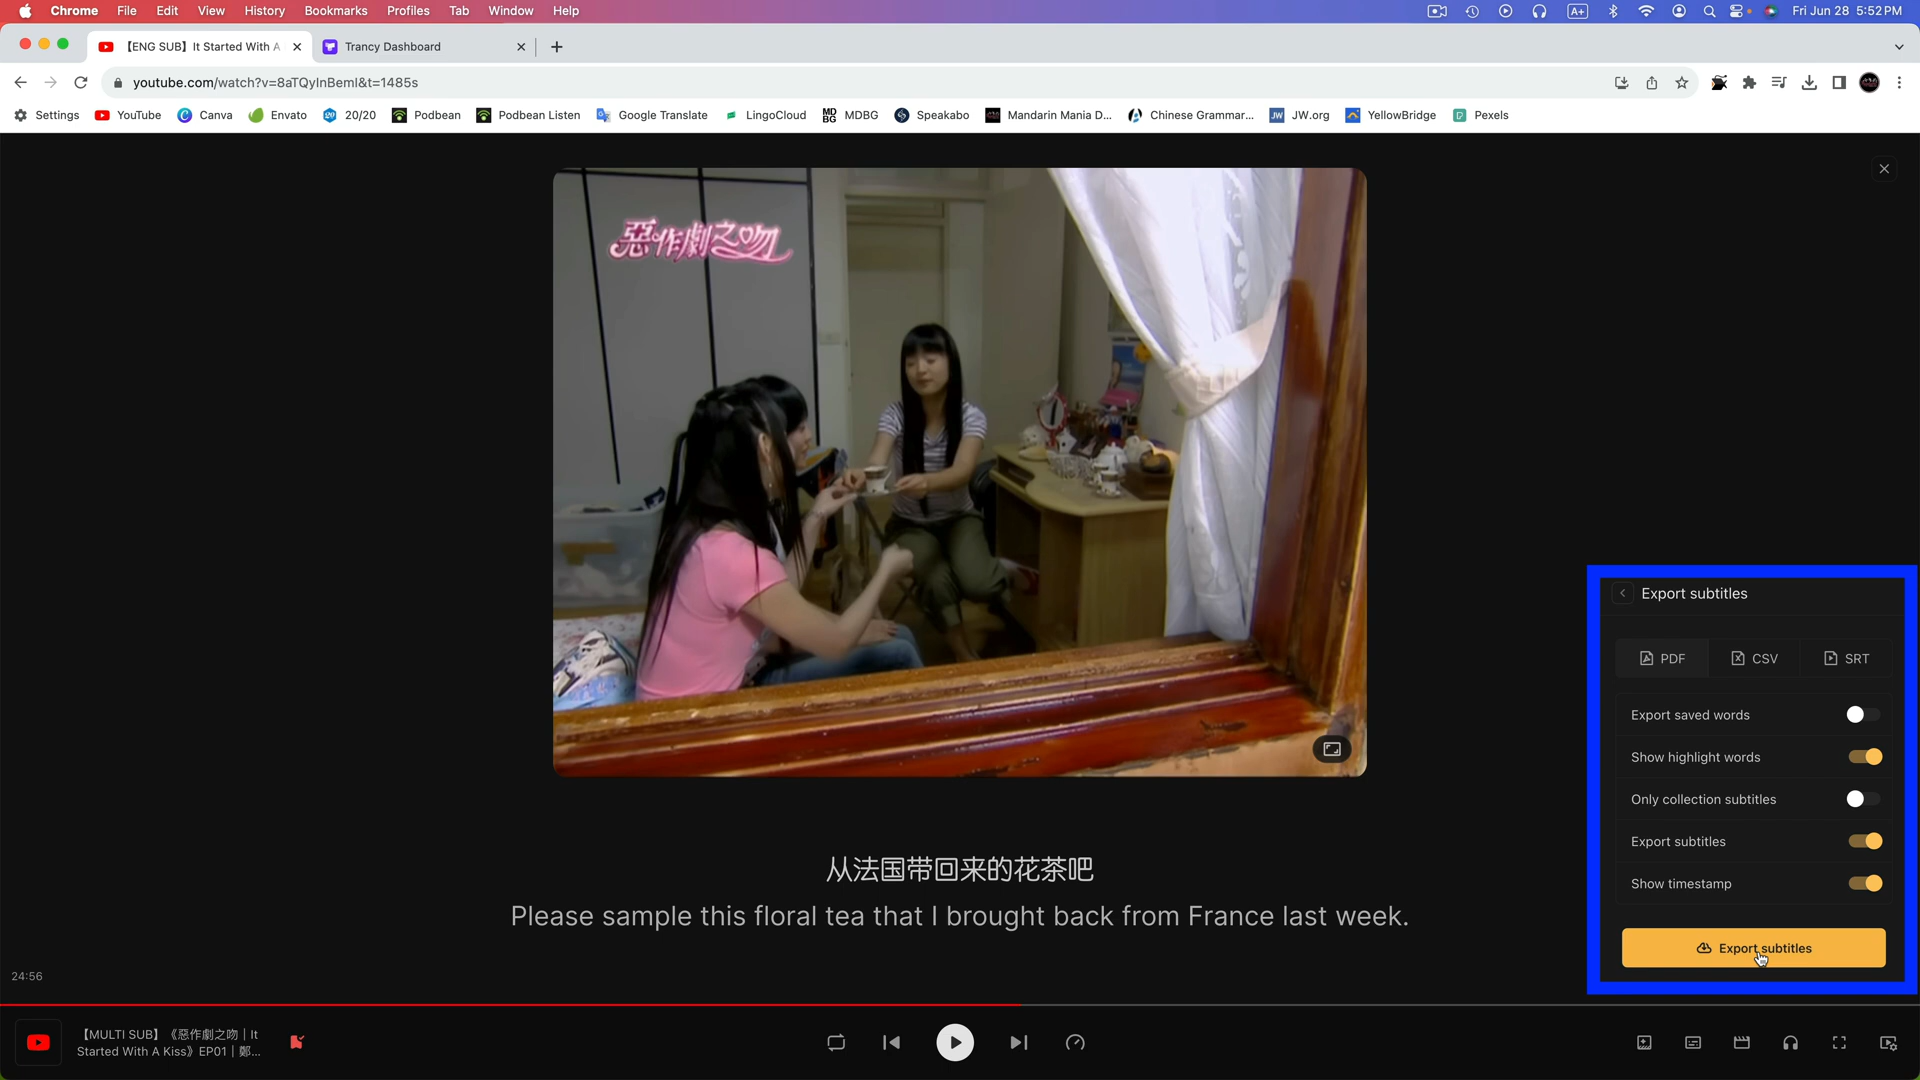 Chrome File Edit View History Bookmarks Profiles Tab Window Help
A+ Fri Jun 28 5:52 PM
【ENG SUB】It Started With A
Trancy Dashboard
youtube.com/watch?v=8aTQyInBemI&t=1485s
Settings YouTube Canva Envato 20/20 Podbean Podbean Listen Google Translate LingoCloud MDBG Speakabo Mandarin Mania D... Chinese Grammar... JW.org YellowBridge Pexels
惡作劇之吻
Export subtitles
PDF CSV SRT
Export saved words
Show highlight words
Only collection subtitles
Export subtitles
Show timestamp
Export subtitles
从法国带回来的花茶吧
Please sample this floral tea that I brought back from France last week.
24:56
【MULTI SUB】《惡作劇之吻 | It
Started With A Kiss》EP01 | 鄭...